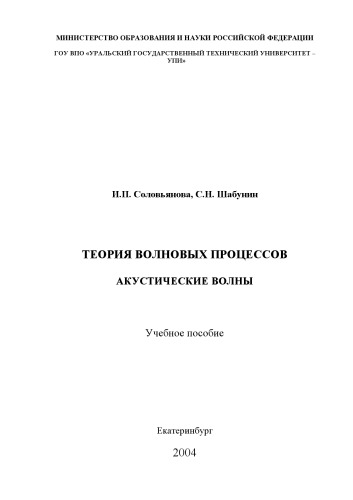 МИНИСТЕРСТВО ОБРАЗОВАНИЯ И НАУКИ РОССИЙСКОЙ ФЕДЕРАЦИИ
ГОУ ВПО «УРАЛЬСКИЙ ГОСУДАРСТВЕННЫЙ ТЕХНИЧЕСКИЙ УНИВЕРСИТЕТ –
УПИ»
И.П. Соловьянова, С.Н. Шабунин
ТЕОРИЯ ВОЛНОВЫХ ПРОЦЕССОВ
АКУСТИЧЕСКИЕ ВОЛНЫ
Учебное пособие
Екатеринбург
2004